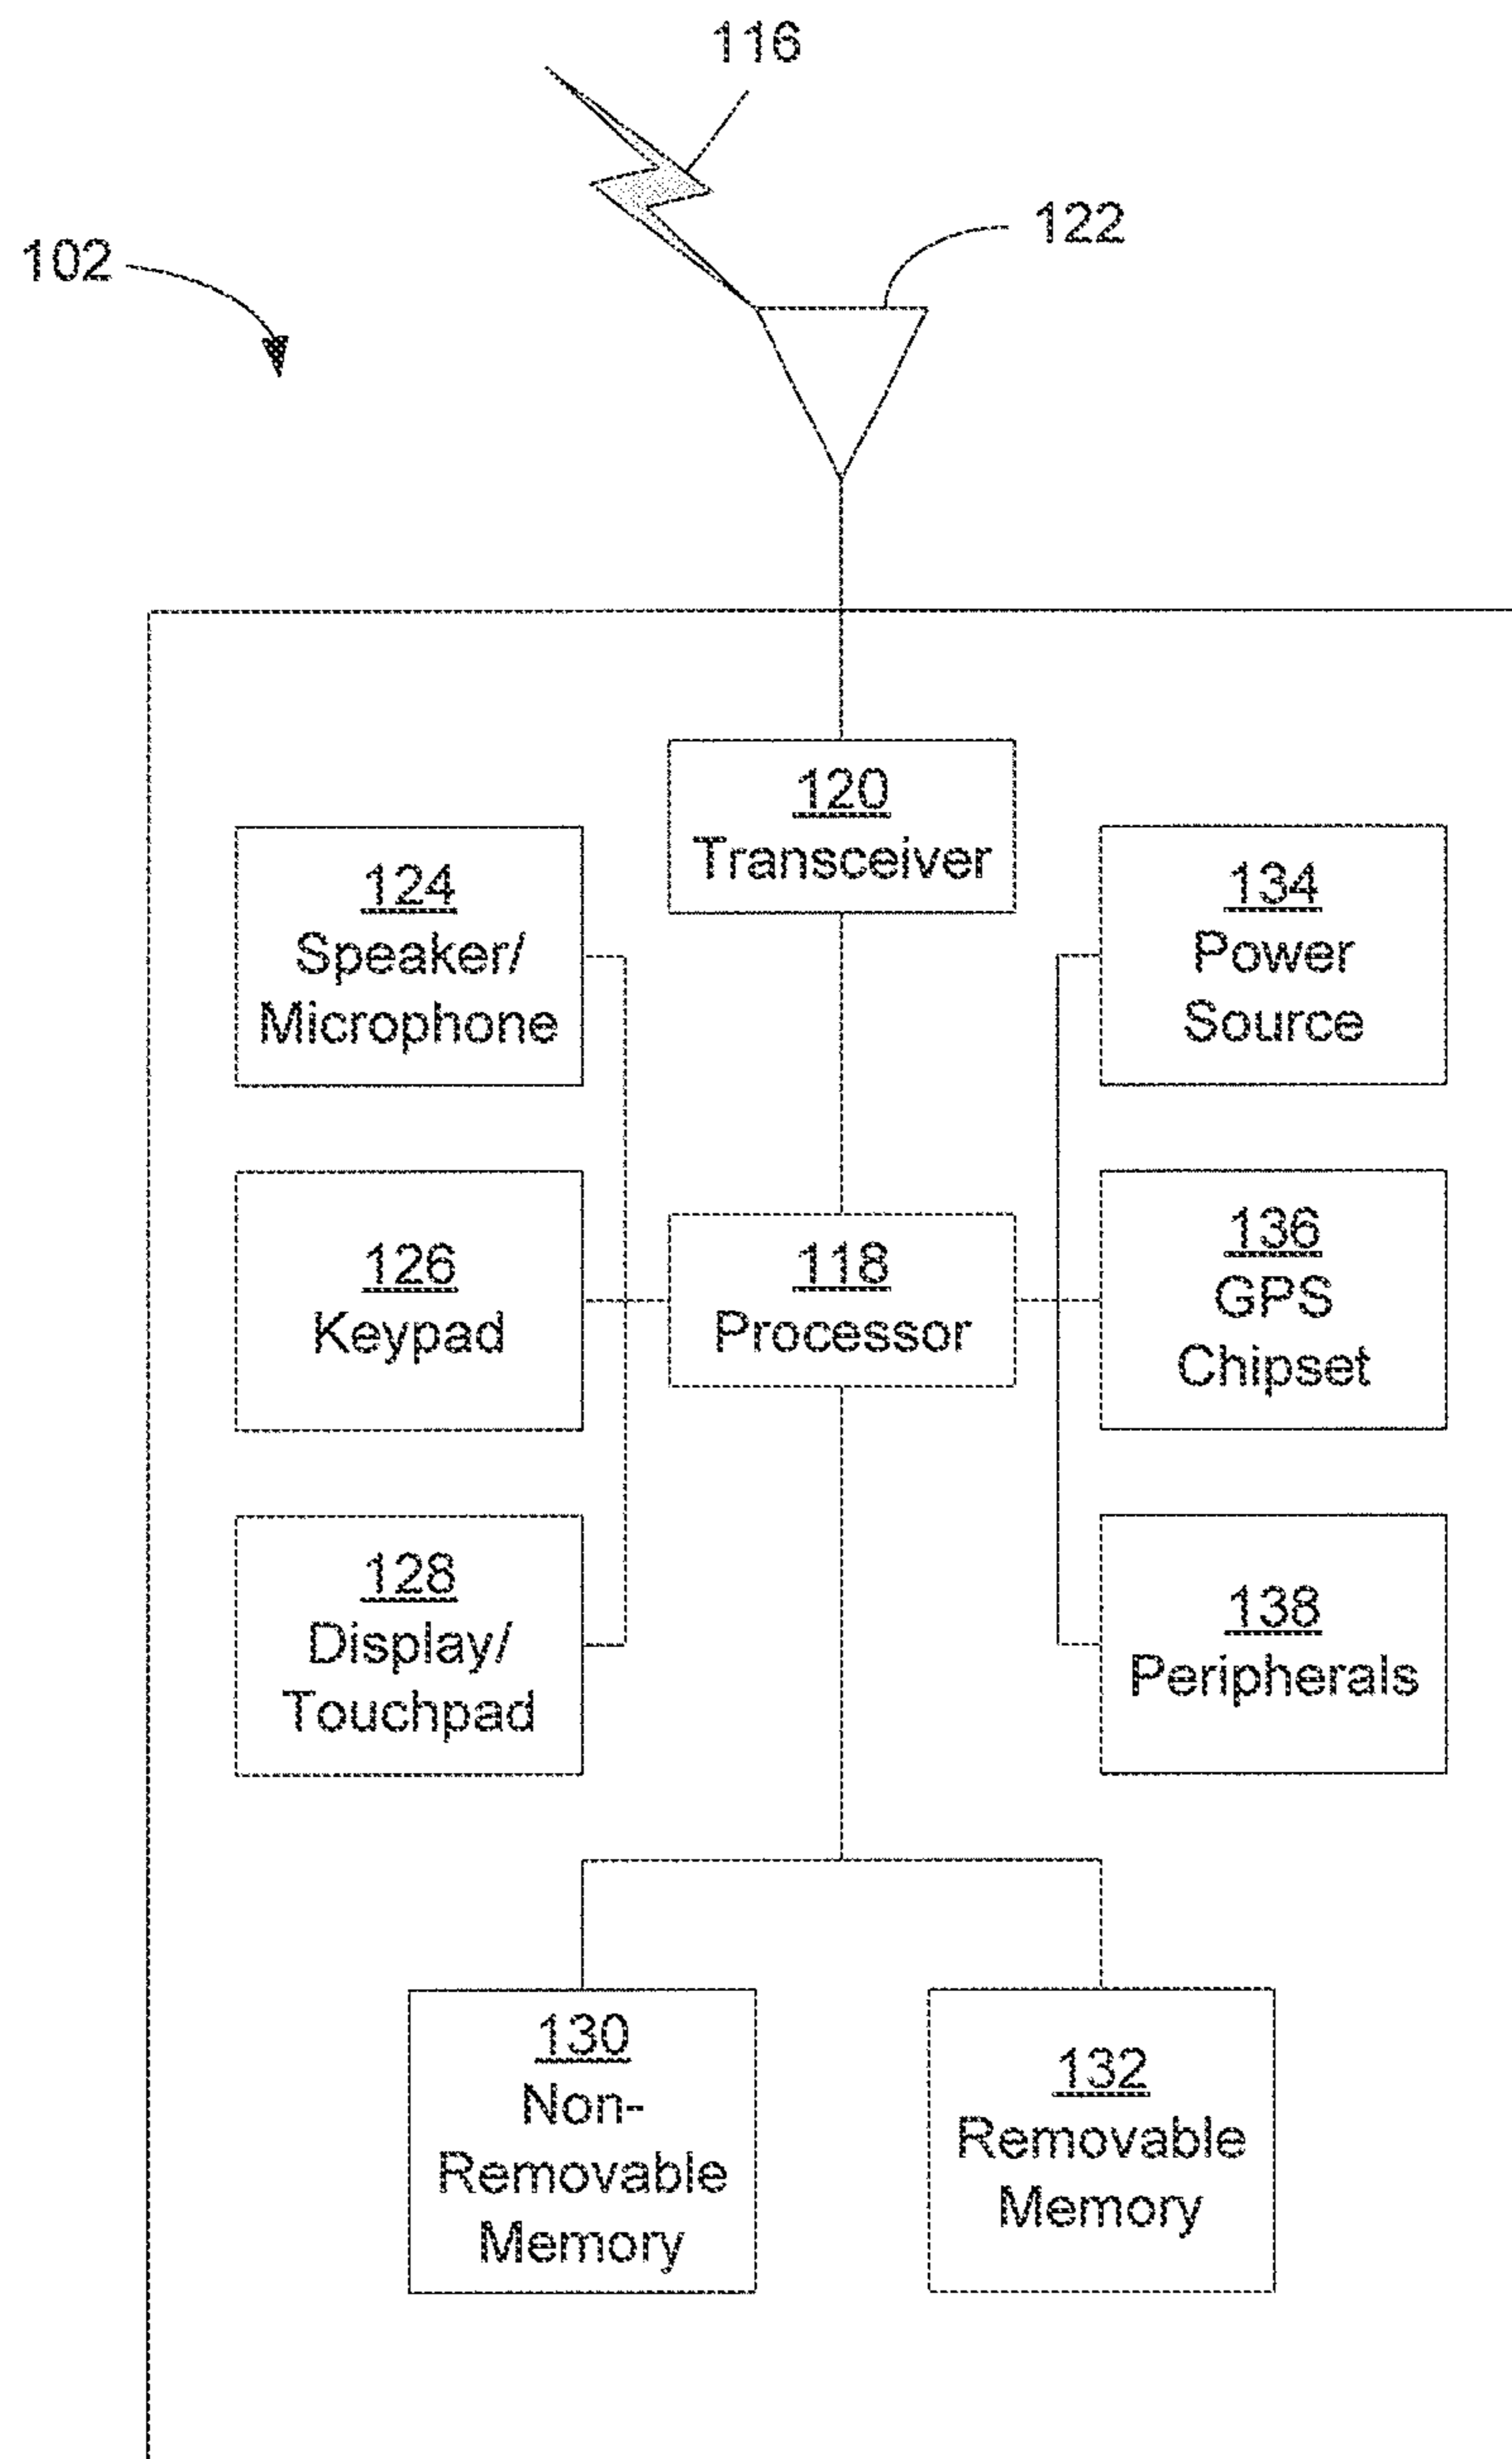 116
122
102
120
Transceiver
124
Speaker/
Microphone
134
Power
Source
126
Keypad
118
Processor
136
GPS
Chipset
128
Display/
Touchpad
138
Peripherals
130
Non-
Removable
Memory
132
Removable
Memory